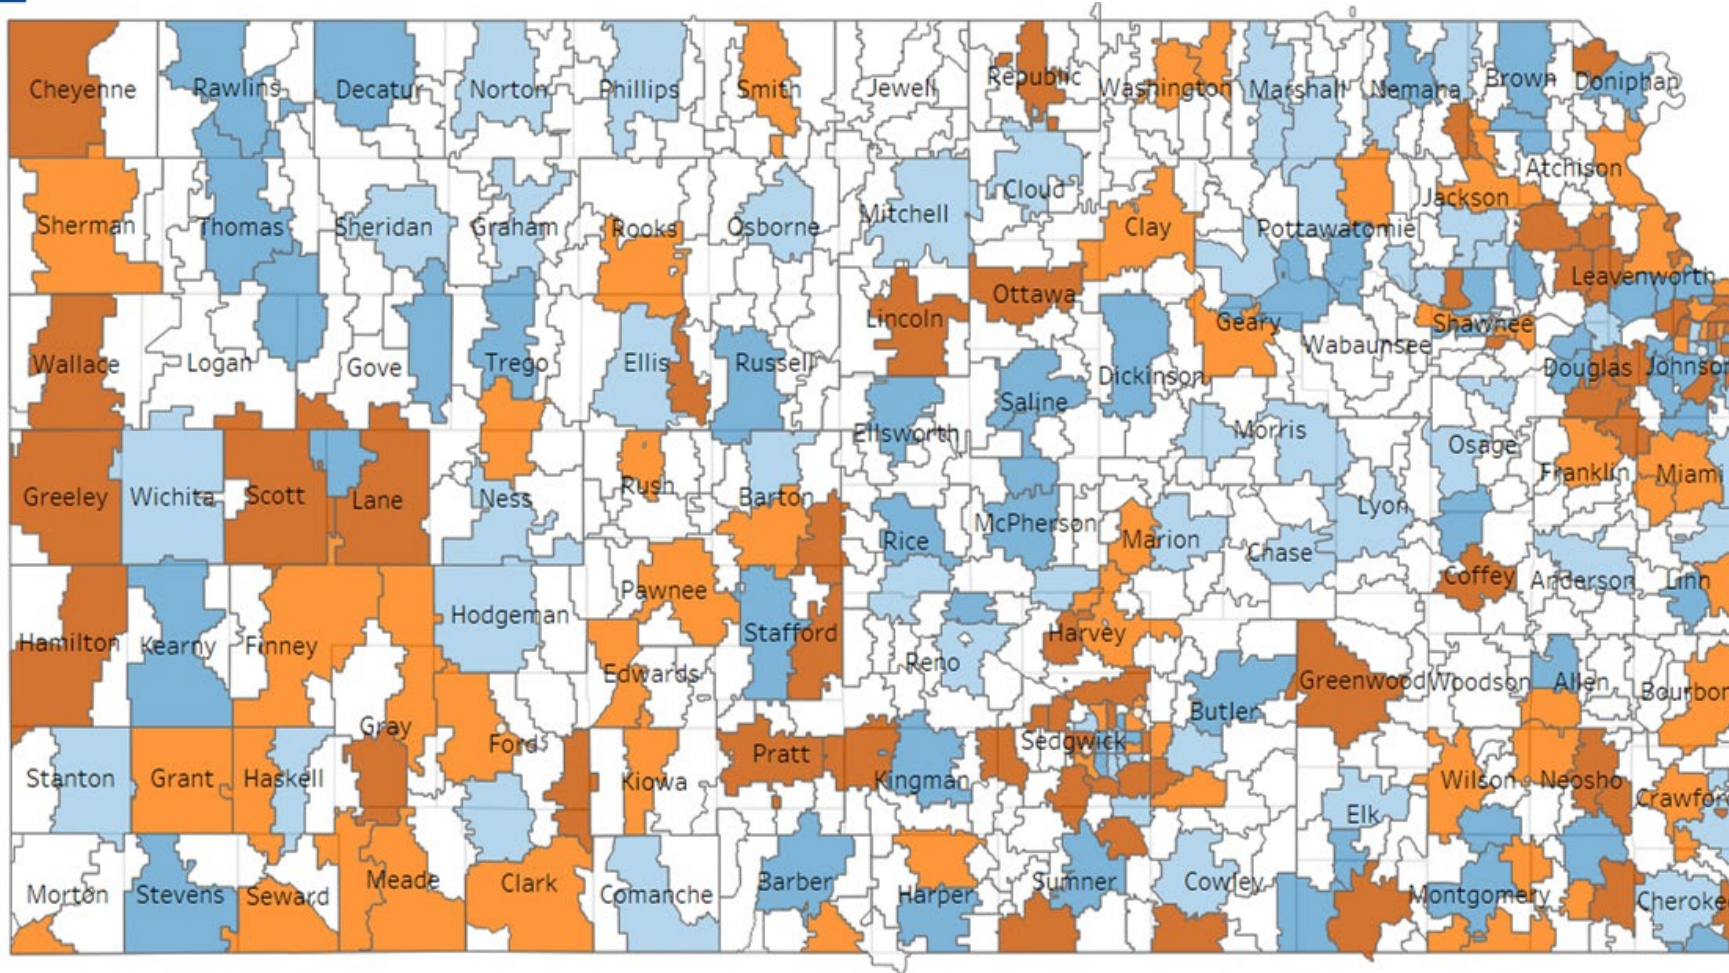 Cheyenne
Rawlins
Decatur
Norton
Phillips
Smith
Jewell
Republic
Washington
Marshall
Nemaha
Brown
Doniphan
Sherman
Thomas
Sheridan
Graham
Rooks
Osborne
Mitchell
Cloud
Clay
Pottawatomie
Jackson
Atchison
Wallace
Logan
Gove
Trego
Ellis
Russell
Lincoln
Ottawa
Saline
Dickinson
Geary
Wabaunsee
Shawnee
Leavenworth
Douglas
Johnson
Greeley
Wichita
Scott
Lane
Ness
Rush
Barton
Ellsworth
Rice
McPherson
Marion
Morris
Chase
Lyon
Osage
Franklin
Miami
Coffey
Anderson
Linn
Hamilton
Kearny
Finney
Hodgeman
Pawnee
Edwards
Stafford
Reno
Harvey
Butler
Greenwood
Woodson
Allen
Bourbon
Stanton
Grant
Haskell
Gray
Ford
Kiowa
Pratt
Kingman
Sedgwick
Elk
Wilson
Neosho
Crawfor
Morton
Stevens
Seward
Meade
Clark
Comanche
Barber
Harper
Sumner
Cowley
Montgomery
Cheroke